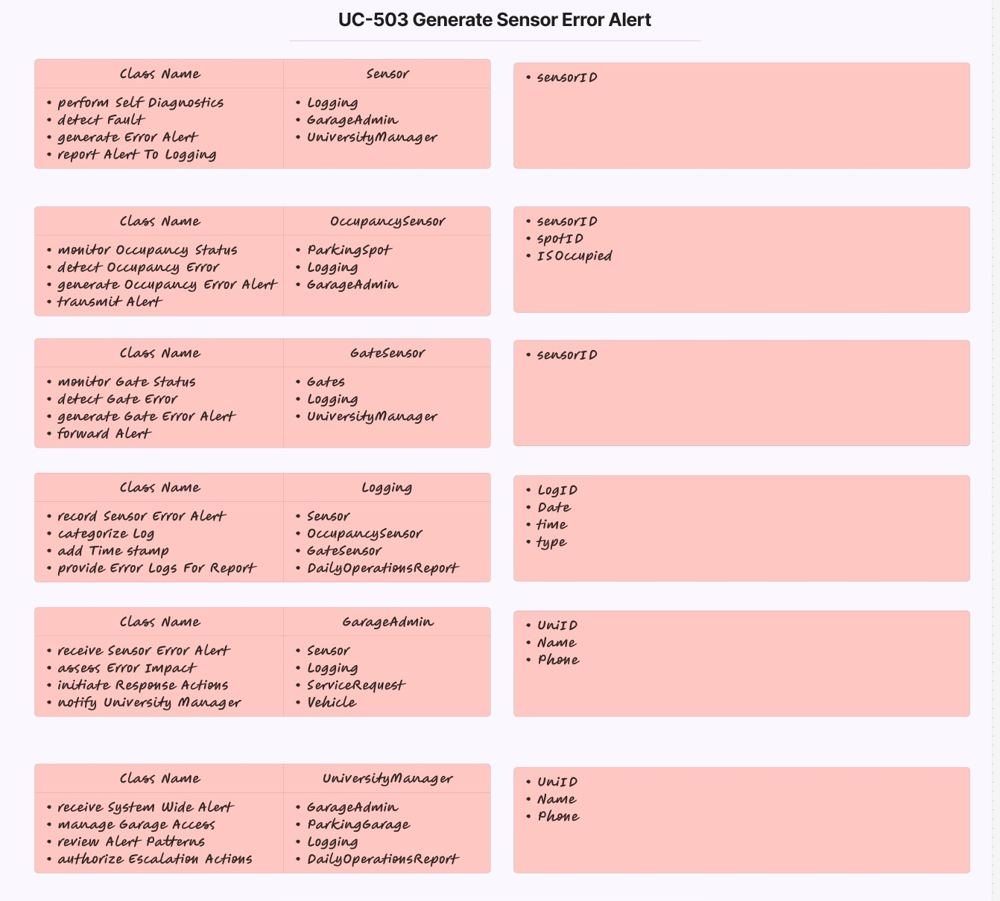 UC-503 Generate Sensor Error Alert
Class Name
Sensor
• perform Self Diagnostics
• detect Fault
• generate Error Alert
• report Alert To Logging
• Logging
• GarageAdmin
• UniversityManager
• sensorID
Class Name
OccupancySensor
• monitor Occupancy Status
• detect Occupancy Error
• generate Occupancy Error Alert
• transmit Alert
• ParkingSpot
• Logging
• GarageAdmin
• sensorID
• spotID
• ISOccupied
Class Name
GateSensor
• monitor Gate Status
• detect Gate Error
• generate Gate Error Alert
• forward Alert
• Gates
• Logging
• UniversityManager
• sensorID
Class Name
Logging
• record Sensor Error Alert
• categorize Log
• add Time stamp
• provide Error Logs For Report
• Sensor
• OccupancySensor
• GateSensor
• DailyOperationsReport
• LogID
• Date
• time
• type
Class Name
GarageAdmin
• receive Sensor Error Alert
• assess Error Impact
• initiate Response Actions
• notify University Manager
• Sensor
• Logging
• ServiceRequest
• Vehicle
• UniID
• Name
• Phone
Class Name
UniversityManager
• receive System Wide Alert
• manage Garage Access
• review Alert Patterns
• authorize Escalation Actions
• GarageAdmin
• ParkingGarage
• Logging
• DailyOperationsReport
• UniID
• Name
• Phone